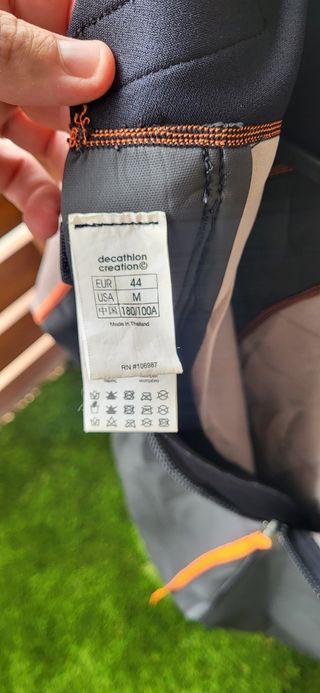 decathlon
creation©
EUR 44
USA M
中国 180/100A
Made in Thailand
RN #106987